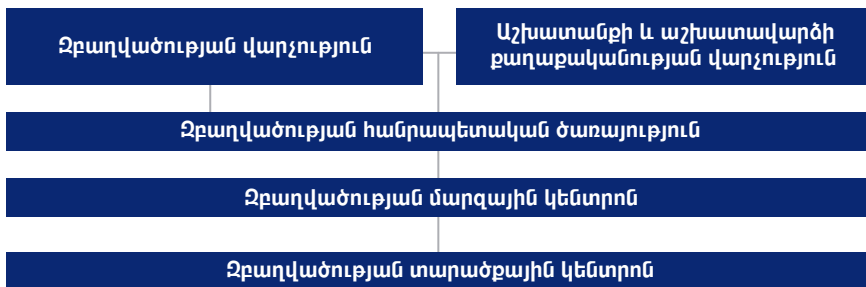 Զբաղվածության վարչություն
Աշխատանքի և աշխատավարձի
քաղաքականության վարչություն
Զբաղվածության հանրապետական ծառայություն
Զբաղվածության մարզային կենտրոն
Զբաղվածության տարածքային կենտրոն